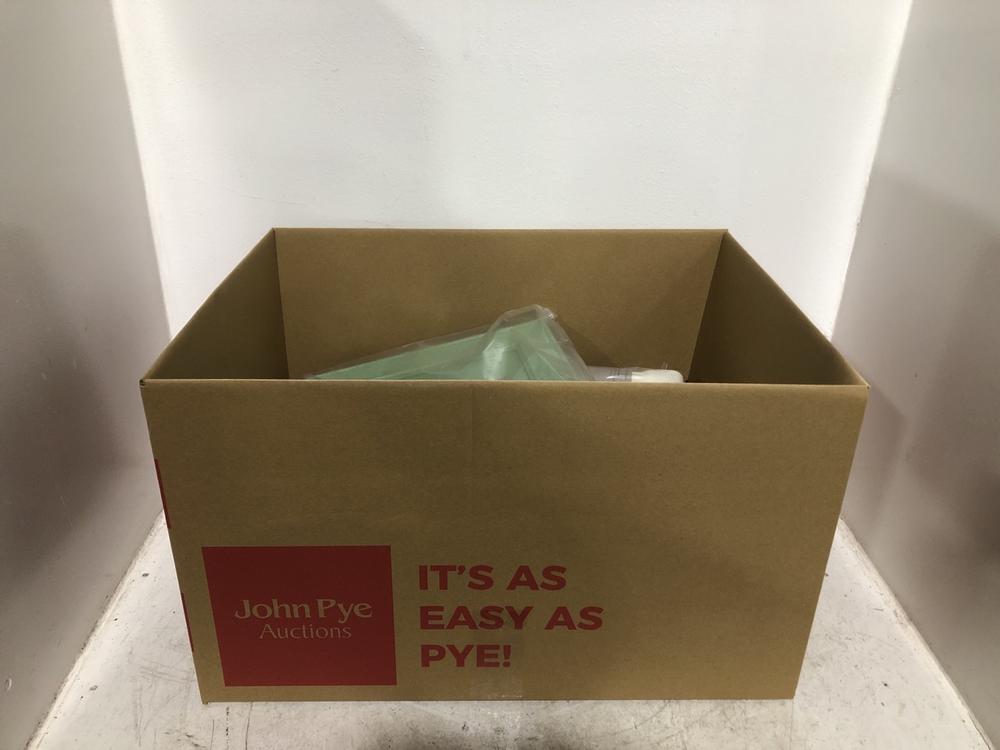 John Pye
Auctions
IT'S AS
EASY AS
PYE!